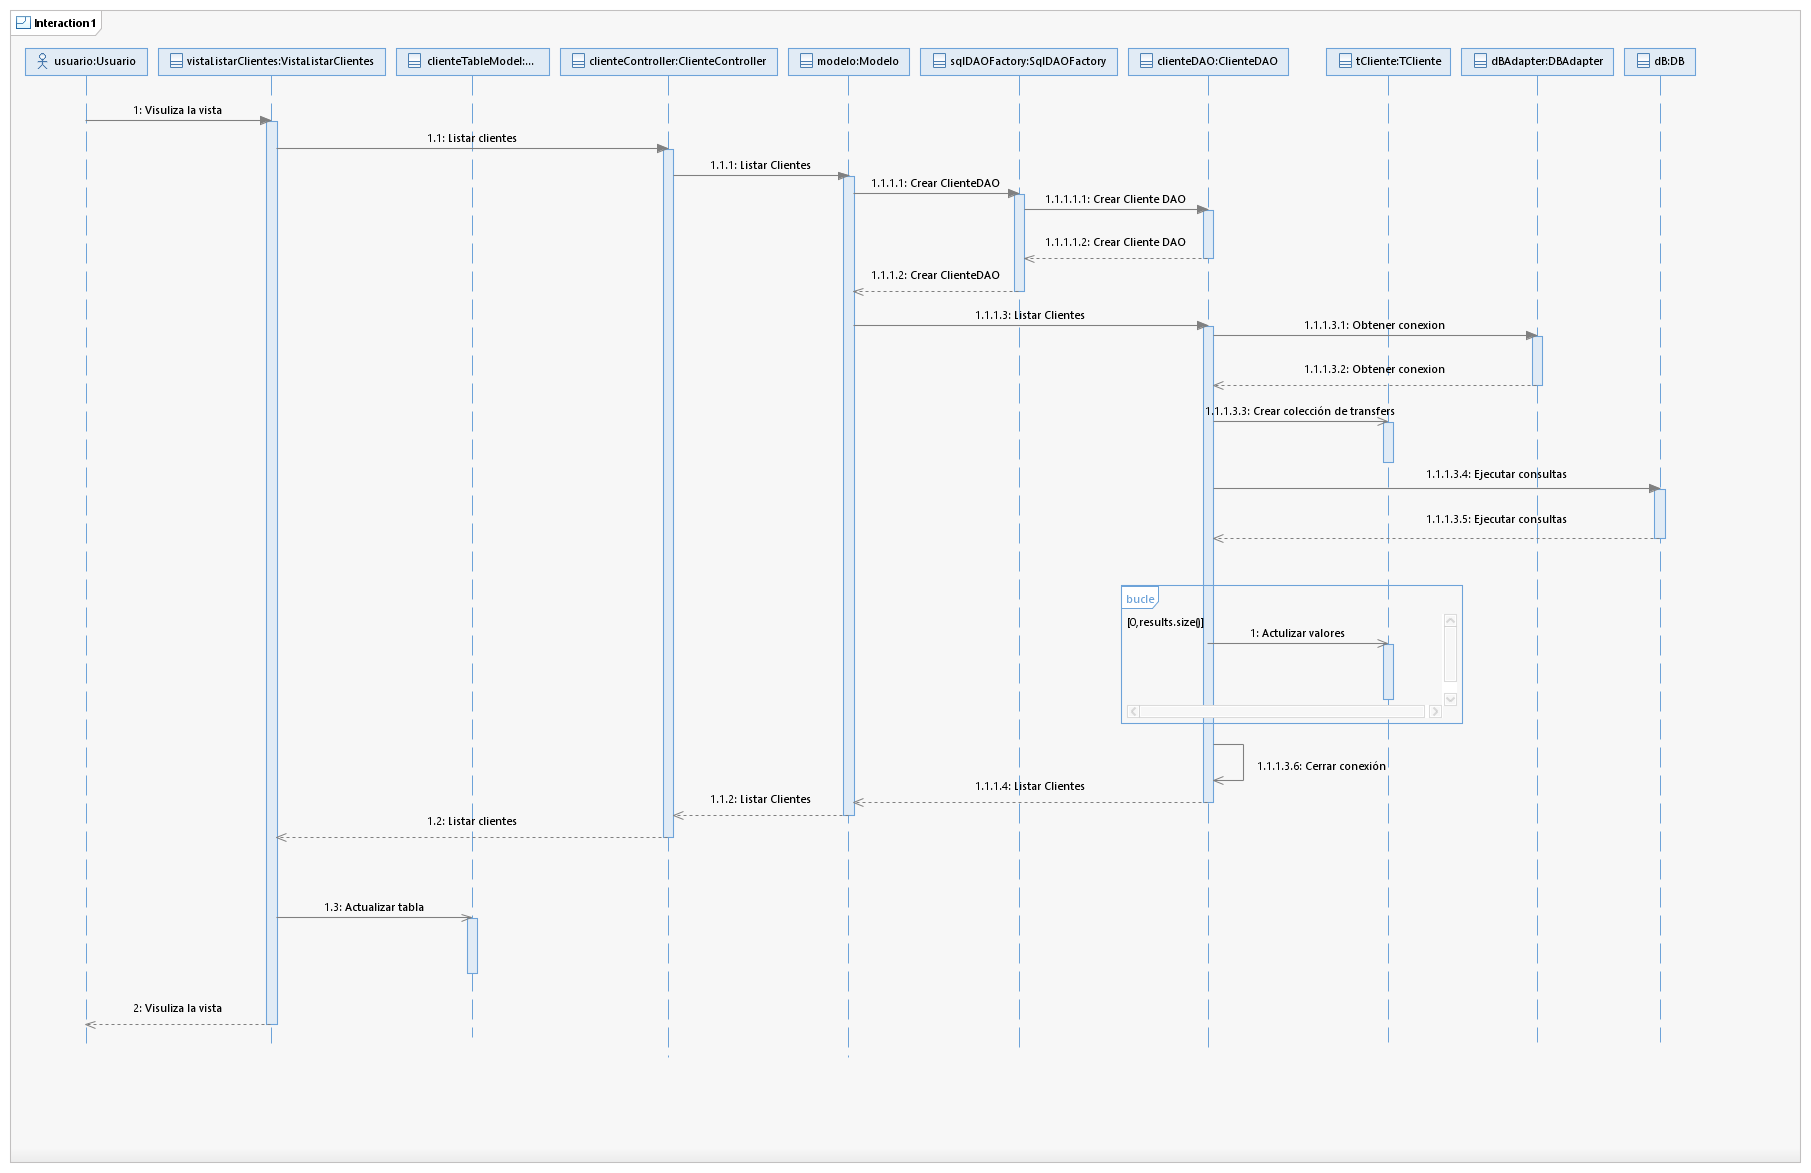 Interaction1
usuario:Usuario
vistaListarClientes:VistaListarClientes
clienteTableModel:...
clienteController:ClienteController
modelo:Modelo
sqlDAOFactory:SqlDAOFactory
clienteDAO:ClienteDAO
tCliente:TCliente
dBAdapter:DBAdapter
dB:DB
1: Visuliza la vista
1.1: Listar clientes
1.1.1: Listar Clientes
1.1.1.1: Crear ClienteDAO
1.1.1.1.1: Crear Cliente DAO
1.1.1.1.2: Crear Cliente DAO
1.1.1.2: Crear ClienteDAO
1.1.1.3: Listar Clientes
1.1.1.3.1: Obtener conexion
1.1.1.3.2: Obtener conexion
1.1.1.3.3: Crear colección de transfers
1.1.1.3.4: Ejecutar consultas
1.1.1.3.5: Ejecutar consultas
bucle
[0,results.size()]
1: Actulizar valores
1.1.1.3.6: Cerrar conexión
1.1.1.4: Listar Clientes
1.1.2: Listar Clientes
1.2: Listar clientes
1.3: Actualizar tabla
2: Visuliza la vista